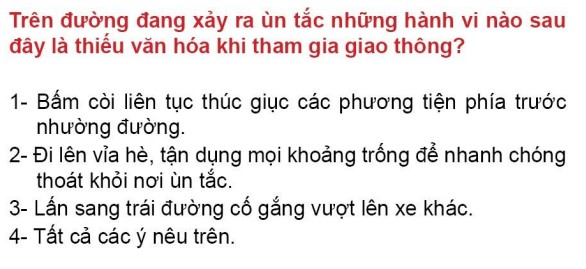 Trên đường đang xảy ra ùn tắc những hành vi nào sau
đây là thiếu văn hóa khi tham gia giao thông?
1- Bấm còi liên tục thúc giục các phương tiện phía trước
nhường đường.
2- Đi lên vỉa hè, tận dụng mọi khoảng trống để nhanh chóng
thoát khỏi nơi ùn tắc.
3- Lấn sang trái đường cố gắng vượt lên xe khác.
4- Tất cả các ý nêu trên.